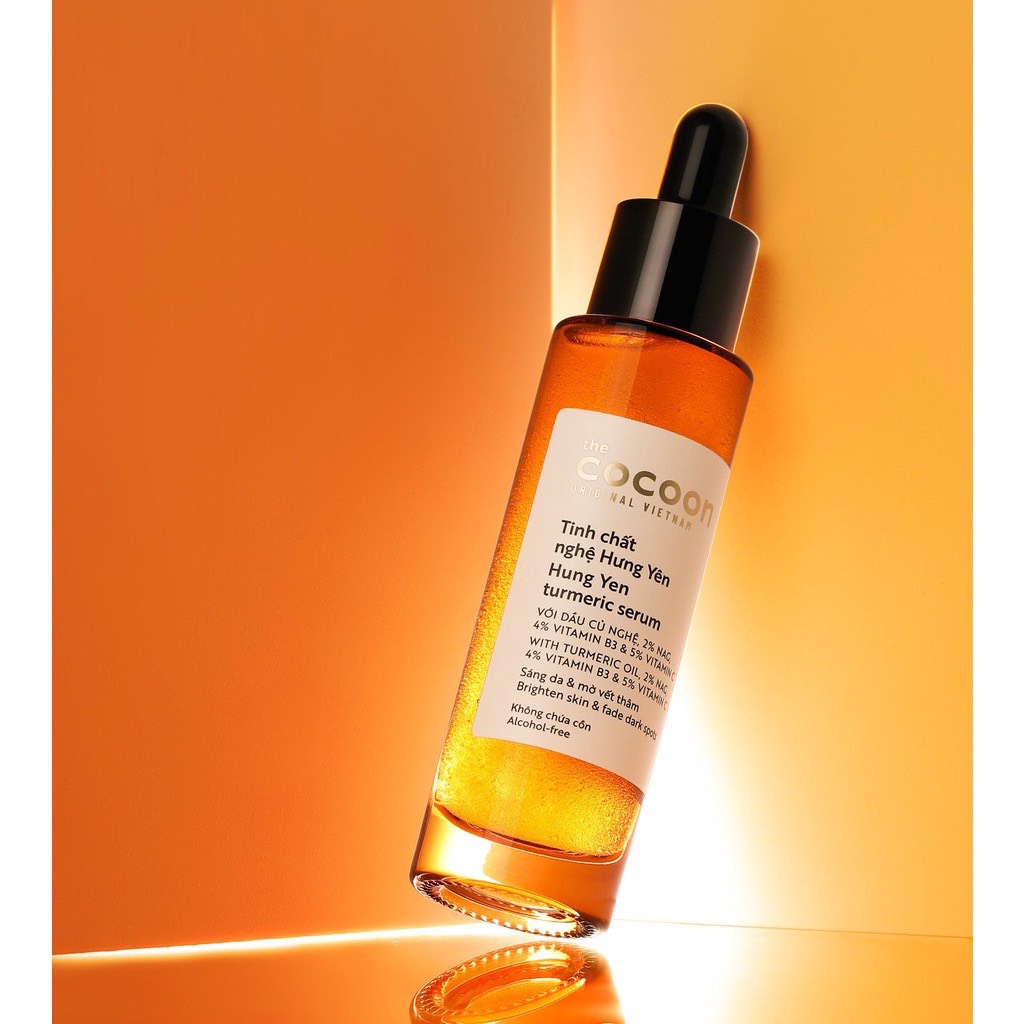 the
cocoon
ORIGINAL VIETNAM
Tinh chất
nghệ Hưng Yên
Hung Yen
turmeric serum
VỚI DẦU CỦ NGHỆ, 2% NAG,
4% VITAMIN B3 & 5% VITAMIN C
WITH TURMERIC OIL, 2% NAG
4% VITAMIN B3 & 5% VITAMIN C
Sáng da & mờ vết thâm
Brighten skin & fade dark spots
Không chứa cồn
Alcohol-free